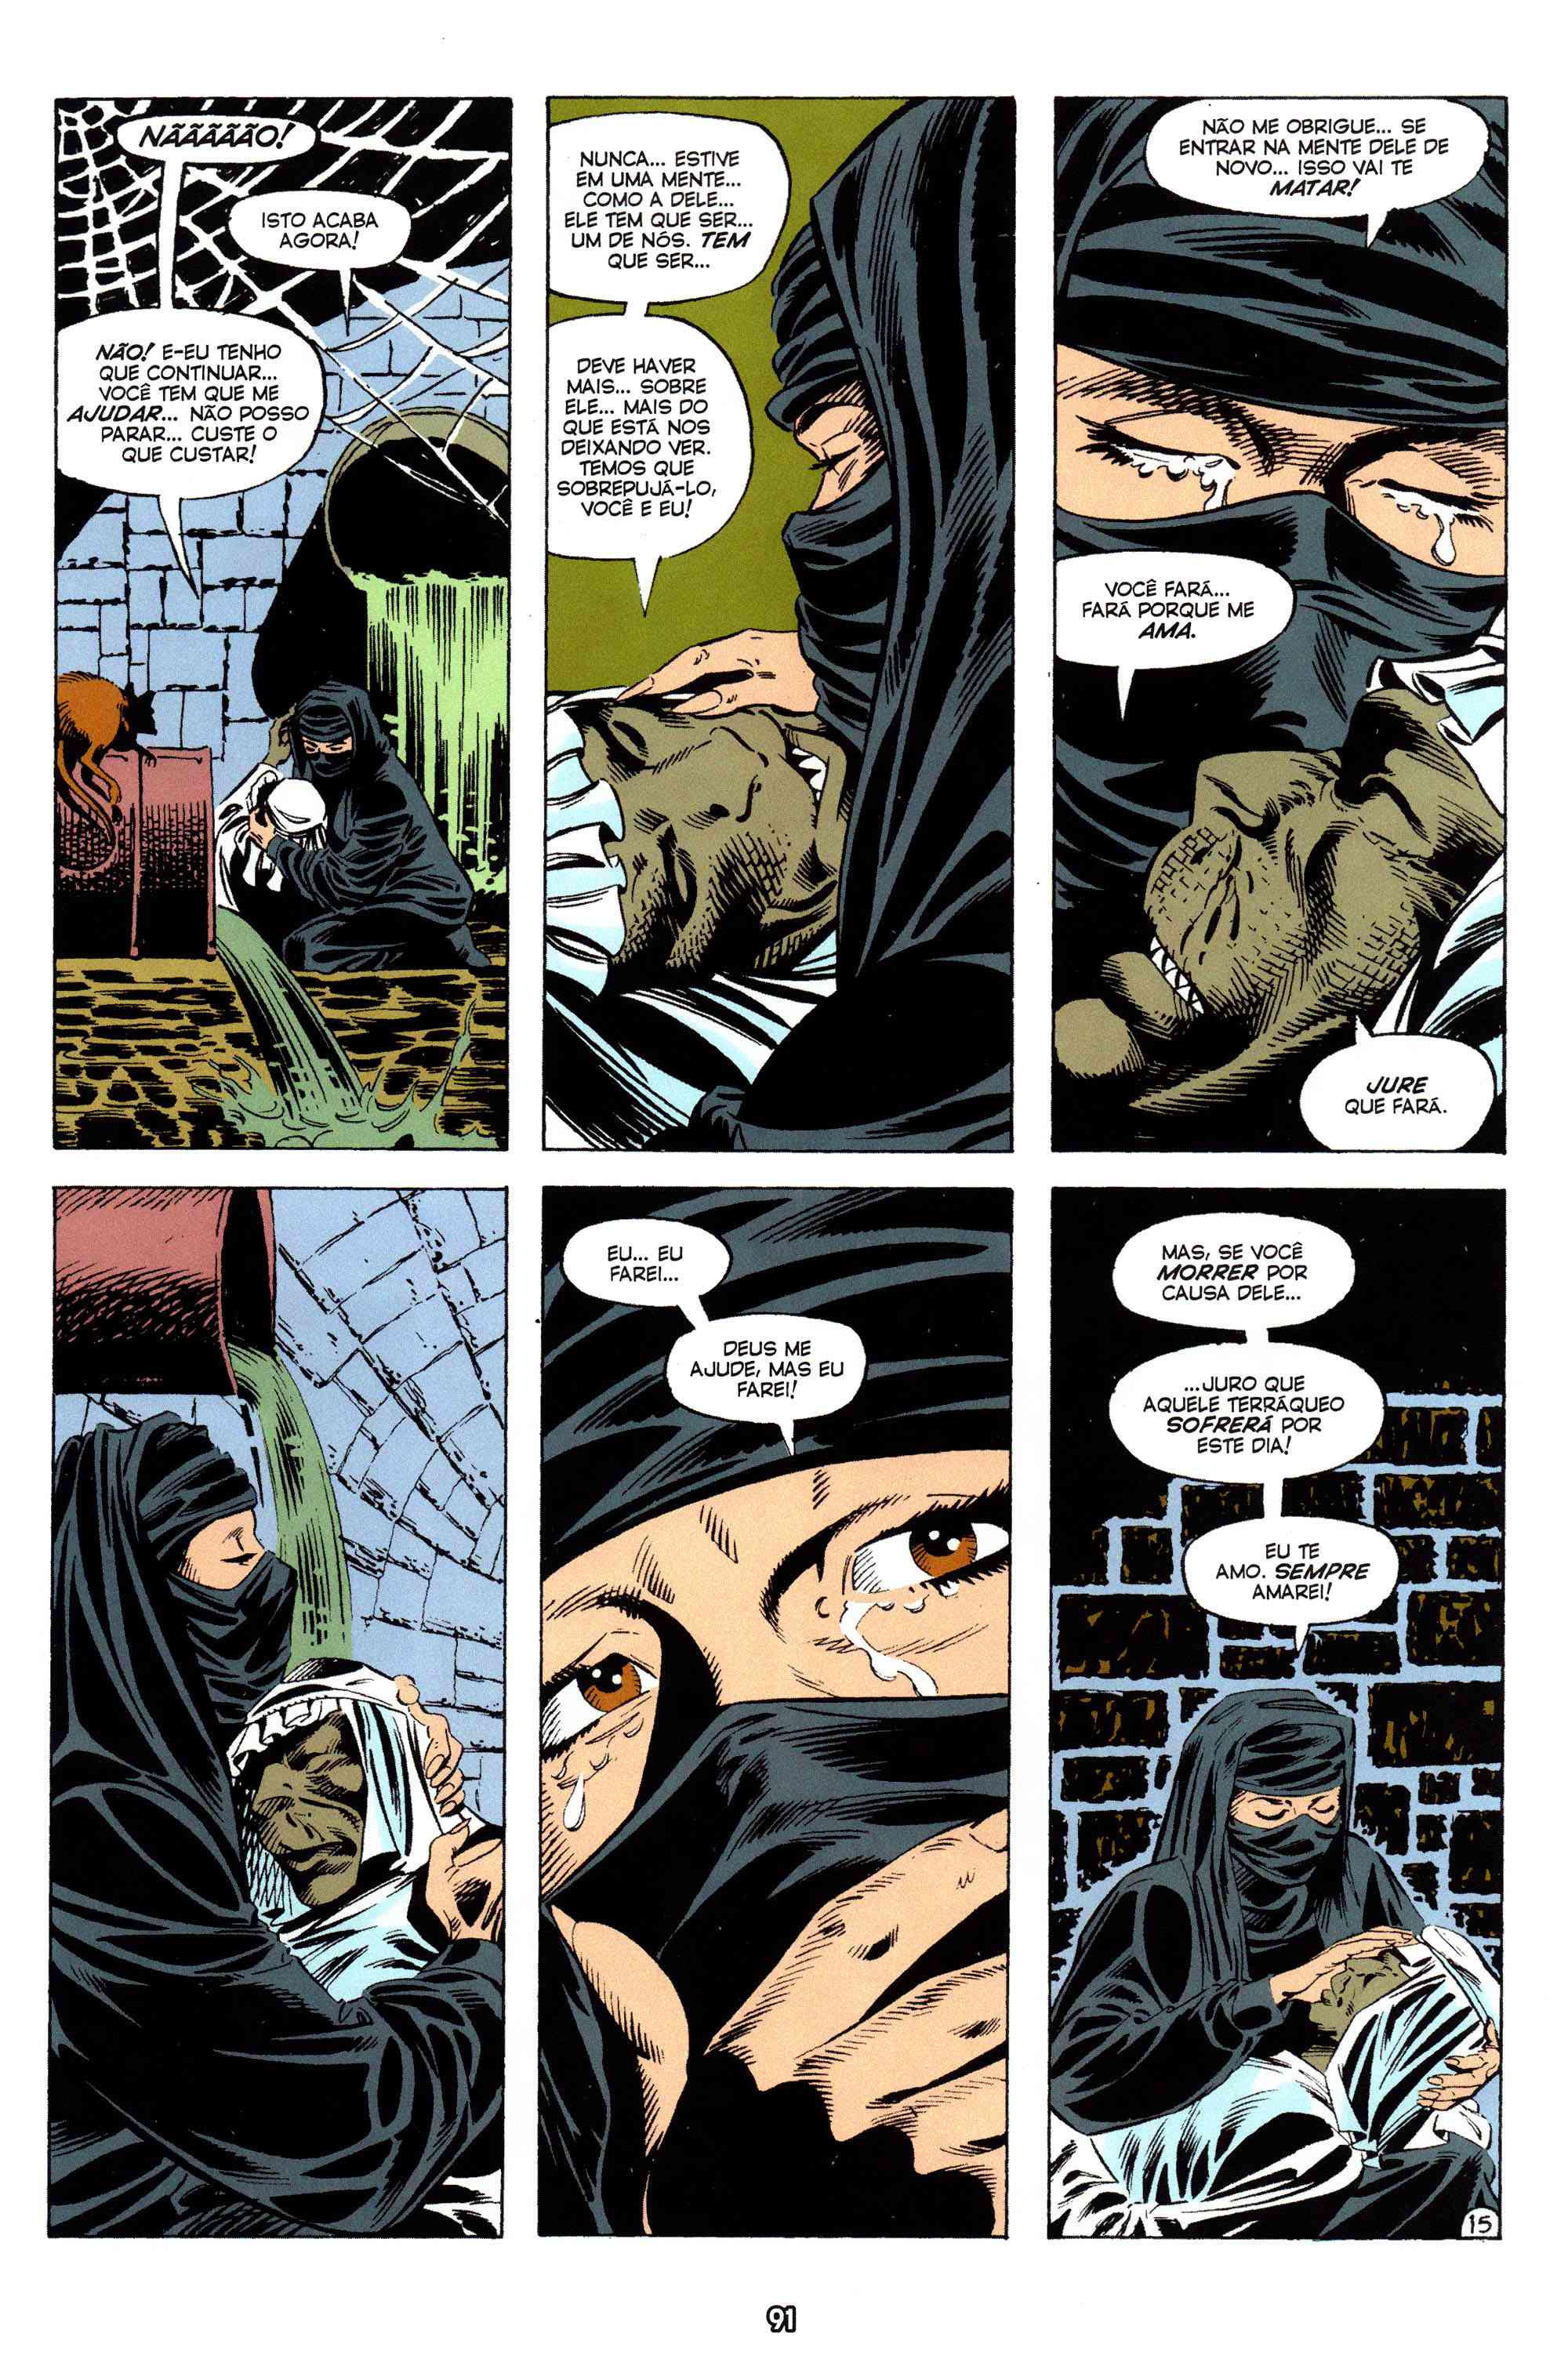 NÃÃÃÃÃO!
ISTO ACABA
AGORA!
NÃO! E-EU TENHO
QUE CONTINUAR...
VOCÊ TEM QUE ME
AJUDAR... NÃO POSSO
PARAR... CUSTE O
QUE CUSTAR!
NUNCA... ESTIVE
EM UMA MENTE...
COMO A DELE...
ELE TEM QUE SER...
UM DE NÓS. TEM
QUE SER...
DEVE HAVER
MAIS... SOBRE
ELE... MAIS DO
QUE ESTÁ NOS
DEIXANDO VER.
TEMOS QUE
SOBREPUJÁ-LO,
VOCÊ E EU!
NÃO ME OBRIGUE... SE
ENTRAR NA MENTE DELE DE
NOVO... ISSO VAI TE
MATAR!
VOCÊ FARÁ...
FARÁ PORQUE ME
AMA.
JURE
QUE FARÁ.
EU... EU
FAREI...
DEUS ME
AJUDE, MAS EU
FAREI!
MAS, SE VOCÊ
MORRER POR
CAUSA DELE...
...JURO QUE
AQUELE TERRÁQUEO
SOFRERÁ POR
ESTE DIA!
EU TE
AMO. SEMPRE
AMAREI!
15
91